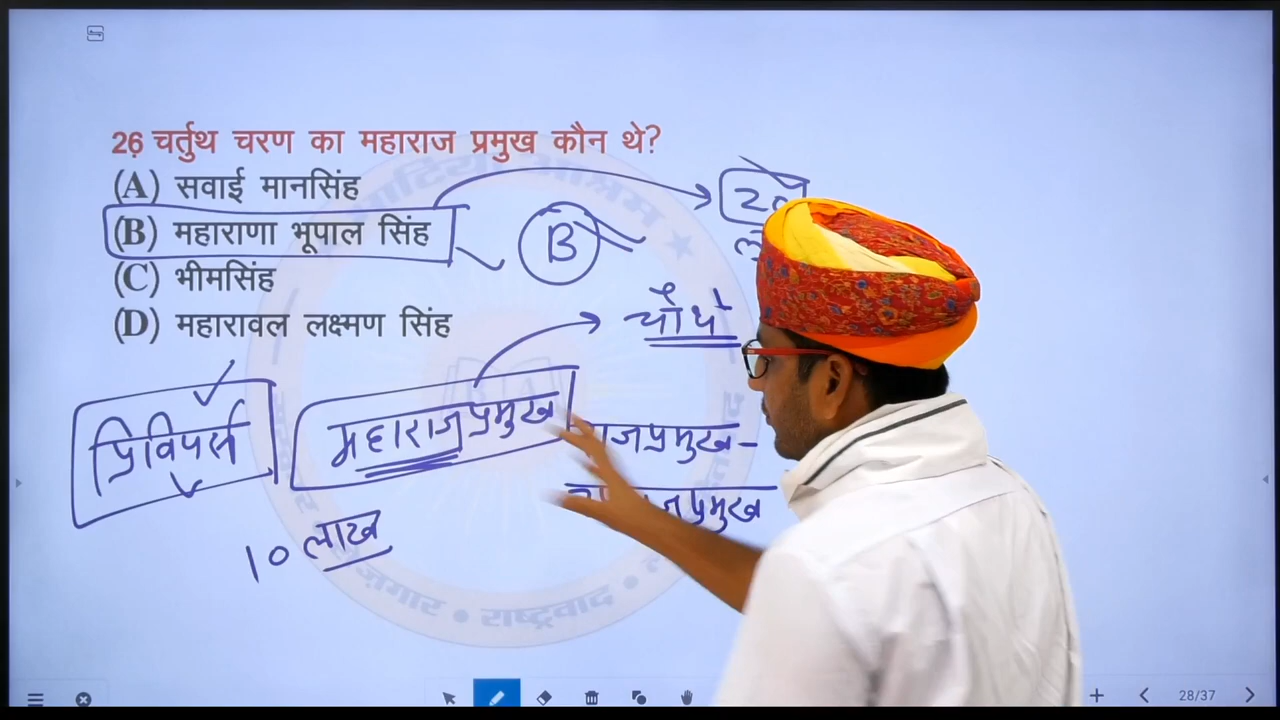 26 चर्तुथ चरण का महाराज प्रमुख कौन थे?
(A) सवाई मानसिंह
(B) महाराणा भूपाल सिंह
(C) भीमसिंह
(D) महारावल लक्ष्मण सिंह
B
चौथे
प्रिविपर्स
महाराजप्रमुख
राजप्रमुख-
10 लाख
राष्ट्रवाद
28/37